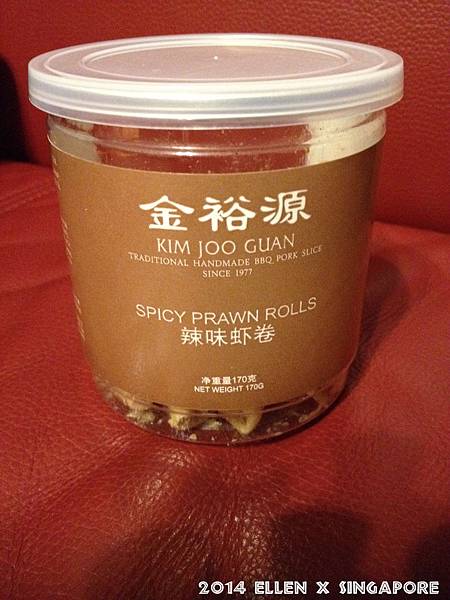 金裕源
KIM JOO GUAN
TRADITIONAL HANDMADE BBQ PORK SLICE
SINCE 1977
SPICY PRAWN ROLLS
辣味虾卷
净重量170克
NET WEIGHT 170G
2014 ELLEN X SINGAPORE